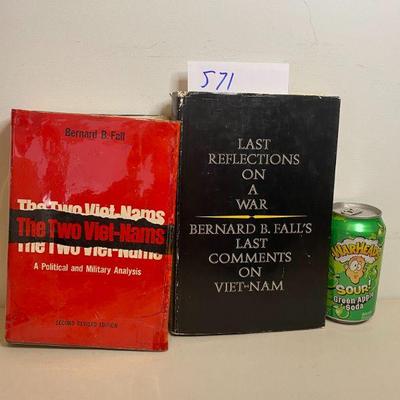 571
Bernard B. Fall
The Two Viet-Nams
The Two Viet-Nams
The Two Viet-Nams
A Political and Military Analysis
SECOND REVISED EDITION
LAST
REFLECTIONS
ON
A
WAR
BERNARD B. FALL'S
LAST
COMMENTS
ON
VIET-NAM
WARHEADS
SOUR!
Green Apple
Soda